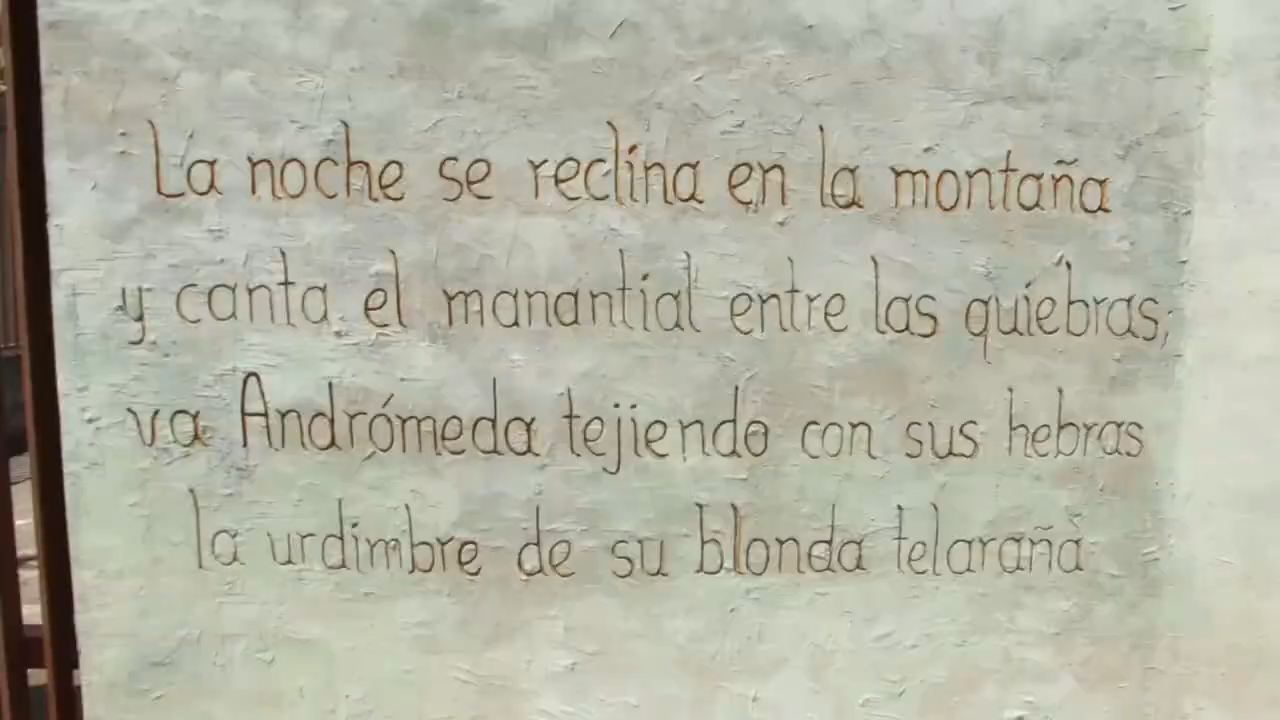 La noche se reclina en la montaña
y canta el manantial entre las quiebras;
va Andrómeda tejiendo con sus hebras
la urdimbre de su blonda telaraña